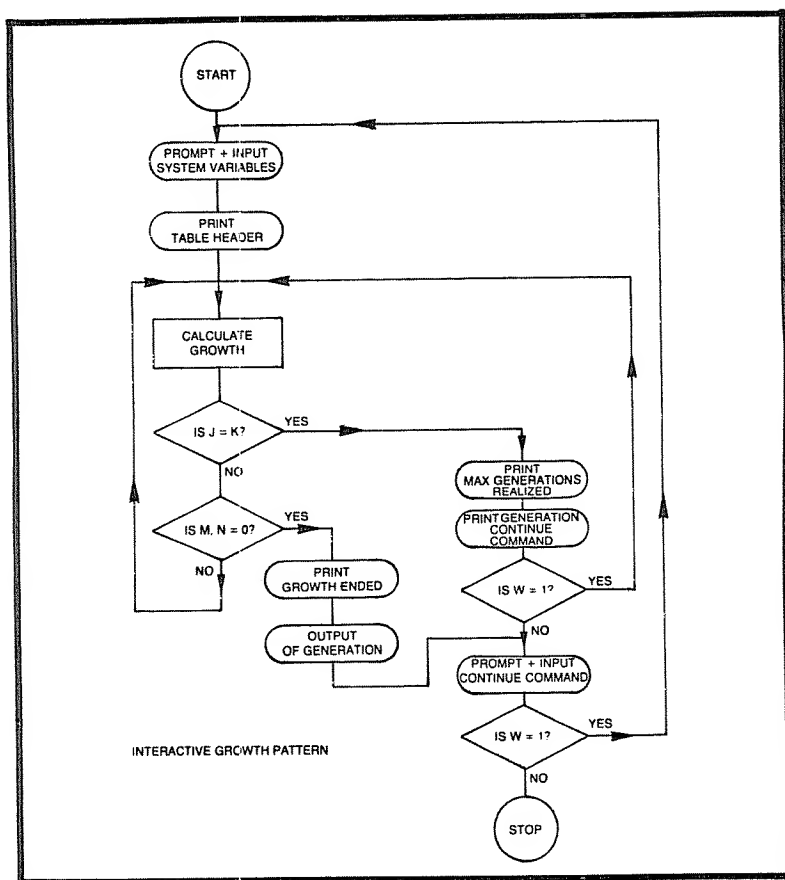 START
PROMPT + INPUT
SYSTEM VARIABLES
PRINT
TABLE HEADER
CALCULATE
GROWTH
IS J = K?
YES
NO
PRINT
MAX GENERATIONS
REALIZED
PRINT GENERATION
CONTINUE
COMMAND
IS M, N = 0?
YES
NO
PRINT
GROWTH ENDED
OUTPUT
OF GENERATION
IS W = 1?
YES
NO
PROMPT + INPUT
CONTINUE COMMAND
IS W = 1?
YES
NO
STOP
INTERACTIVE GROWTH PATTERN